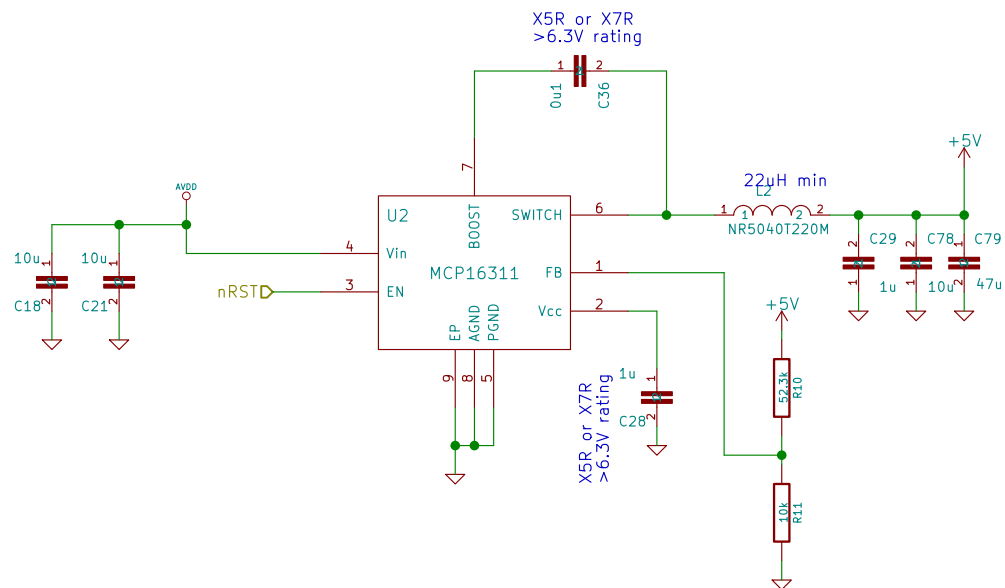 X5R or X7R
>6.3V rating
1
2
0u1
C36
7
+5V
22uH min
L2
AVDD
U2
BOOST
SWITCH
6
1
1
2
2
NR5040T220M
4
Vin
MCP16311
FB
1
10u
1
10u
1
C18
2
C21
2
nRST
3
EN
Vcc
2
2
C29
2
C78
1
C79
1
1u
1
10u
2
47u
+5V
EP
AGND
PGND
9
8
5
1u
1
C28
2
X5R or X7R
>6.3V rating
52.3k
R10
10k
R11